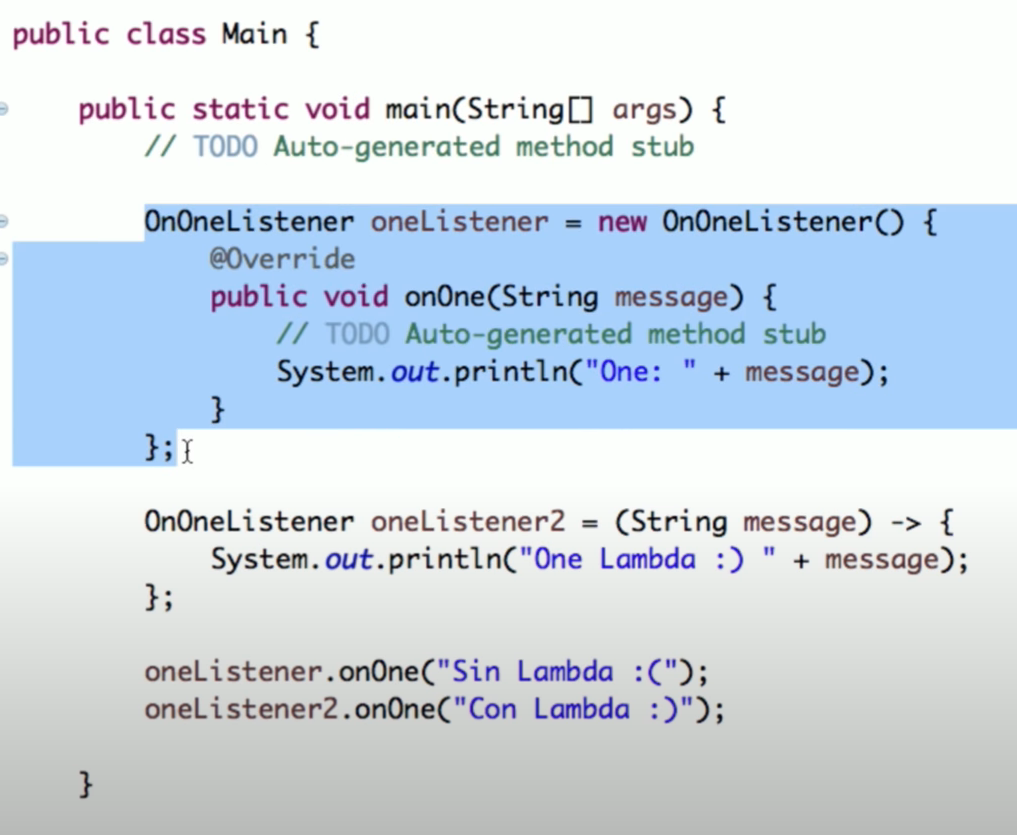 public class Main {
public static void main(String[] args) {
// TODO Auto-generated method stub
OnOneListener oneListener = new OnOneListener() {
@Override
public void onOne(String message) {
// TODO Auto-generated method stub
System.out.println("One: " + message);
}
};
OnOneListener oneListener2 = (String message) -> {
System.out.println("One Lambda :) " + message);
};
oneListener.onOne("Sin Lambda :(");
oneListener2.onOne("Con Lambda :)");
}